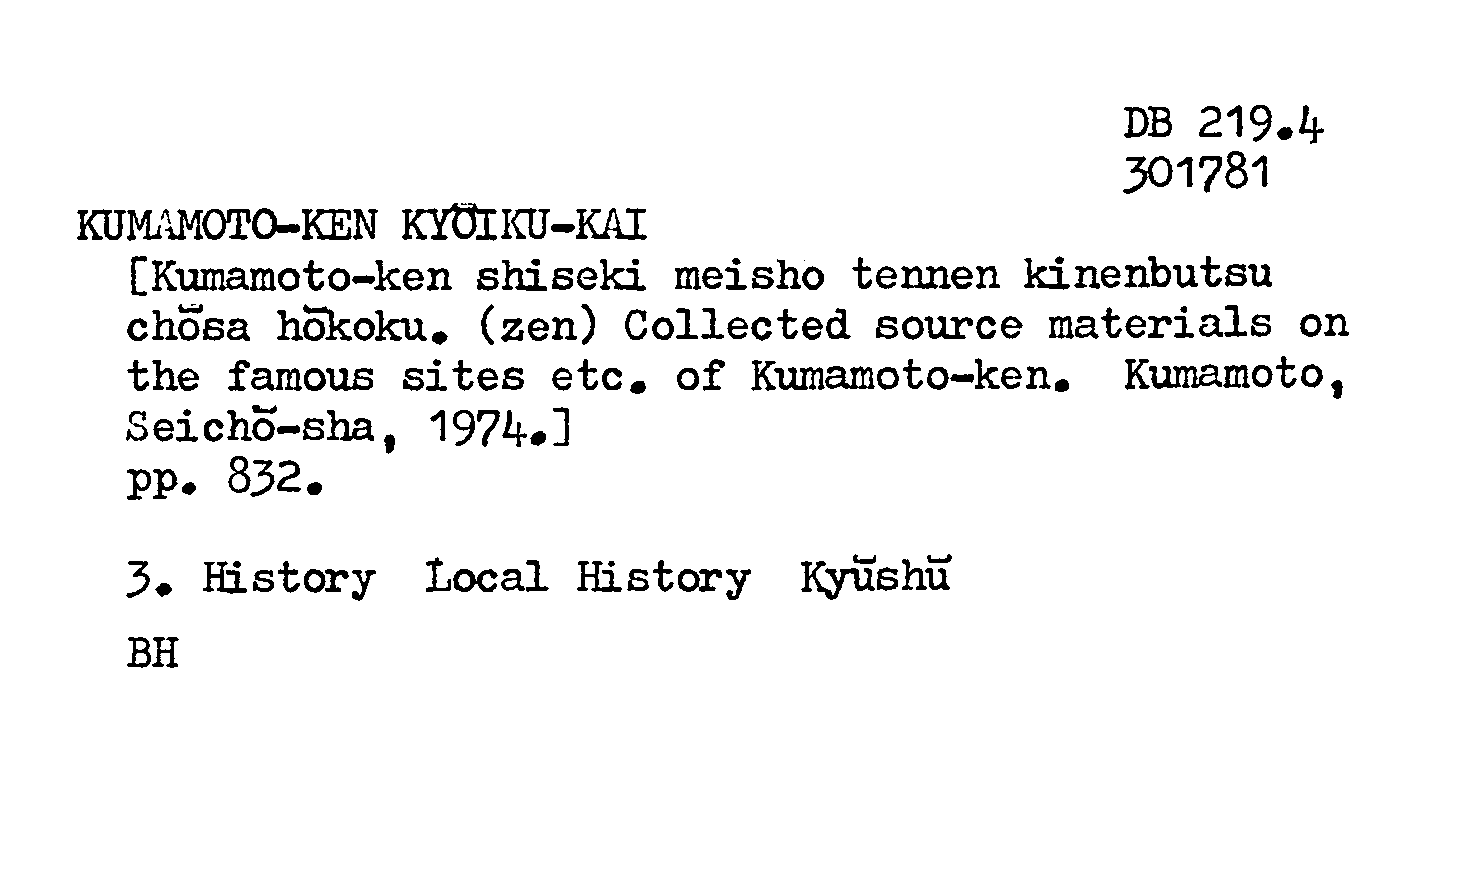 DB 219.4
301781
KUMAMOTO-KEN KYŌIKU-KAI
[Kumamoto-ken shiseki meisho tennen kinenbutsu
chōsa hōkoku. (zen) Collected source materials on
the famous sites etc. of Kumamoto-ken. Kumamoto,
Seichō-sha, 1974.]
pp. 832.
3. History Local History Kyūshū
BH